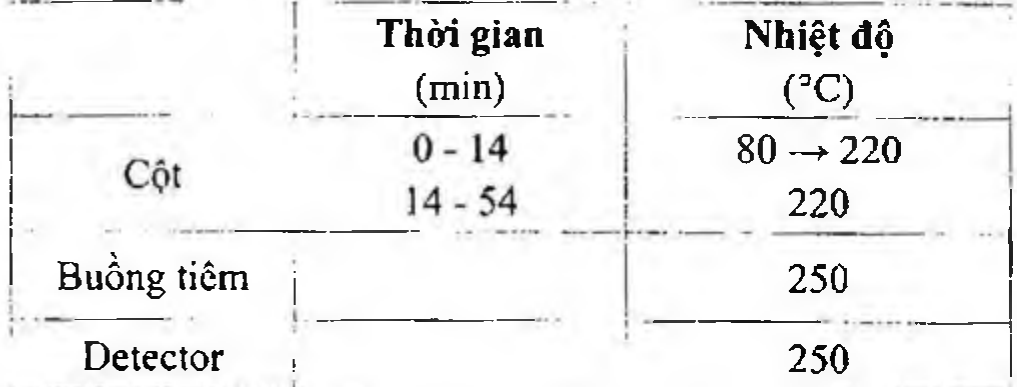 Thời gian Nhiệt độ
(min) (°C)
Cột 0 - 14 80 → 220
14 - 54 220
Buồng tiêm 250
Detector 250